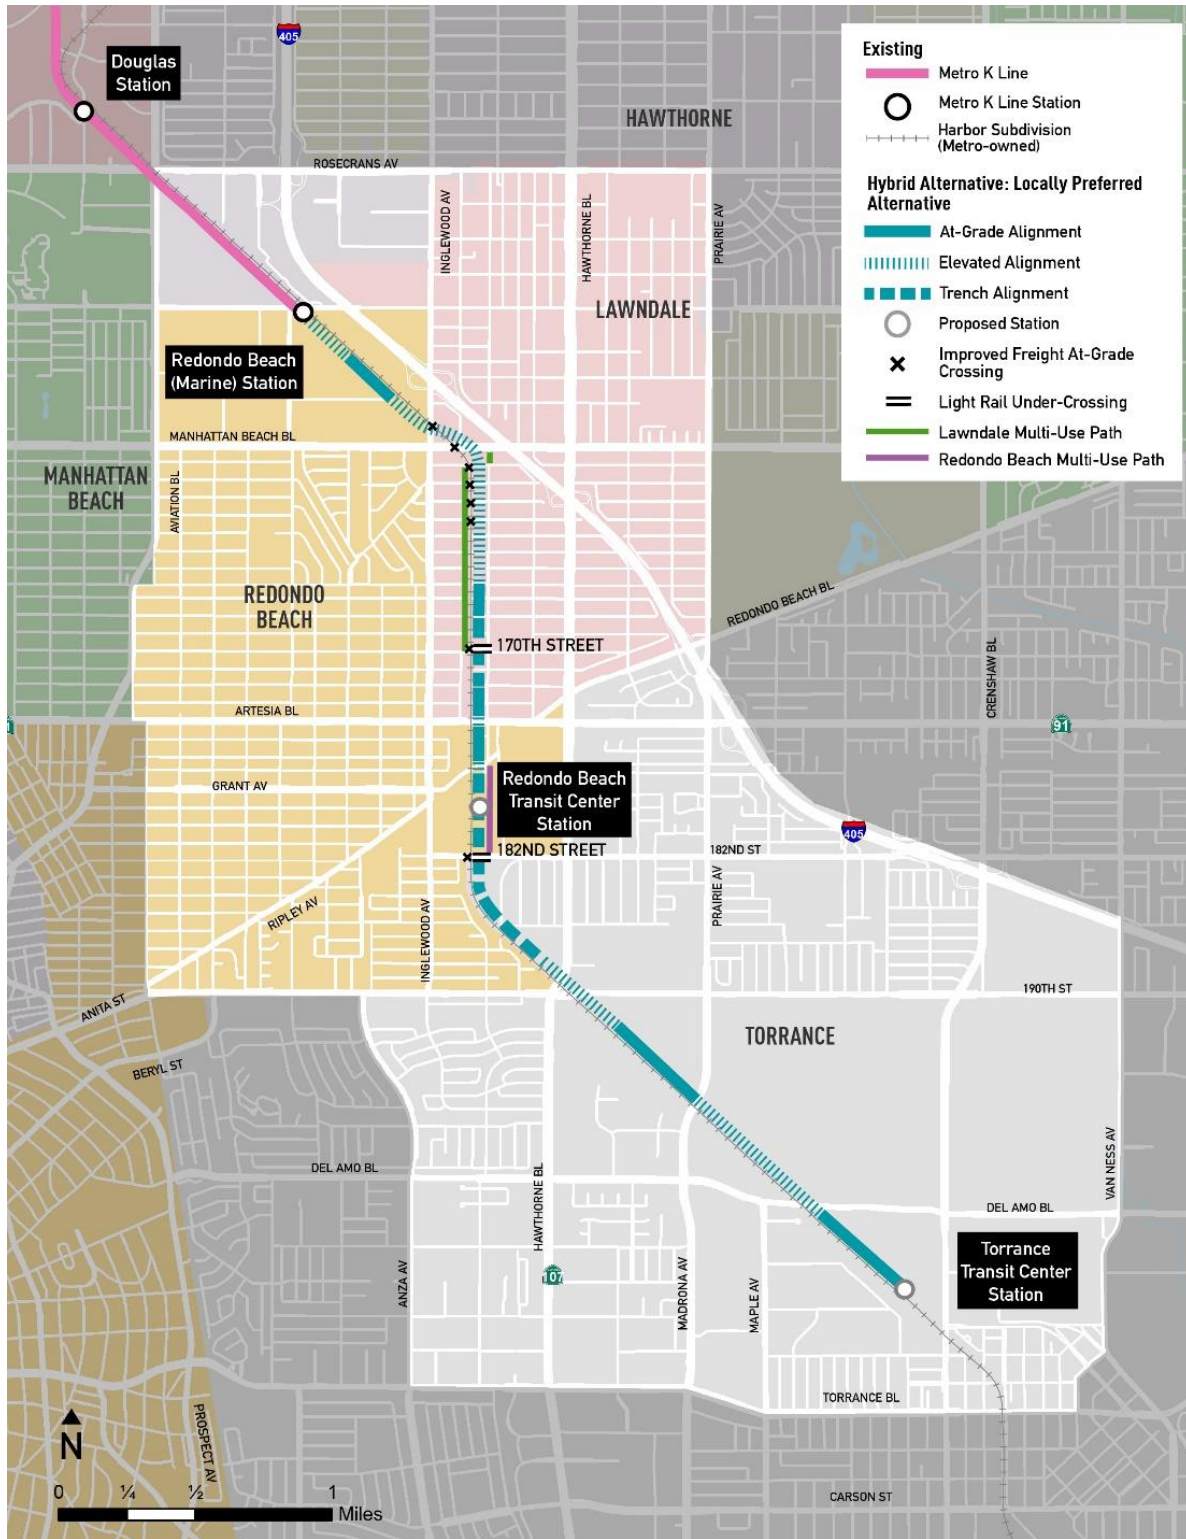 405
Douglas
Station
HAWTHORNE
ROSECRANS AV
INGLEWOOD AV
HAWTHORNE BL
PRAIRIE AV
Existing
Metro K Line
Metro K Line Station
Harbor Subdivision
(Metro-owned)
Hybrid Alternative: Locally Preferred
Alternative
At-Grade Alignment
Elevated Alignment
Trench Alignment
Proposed Station
Improved Freight At-Grade
Crossing
Light Rail Under-Crossing
Lawndale Multi-Use Path
Redondo Beach Multi-Use Path
LAWNDALE
Redondo Beach
(Marine) Station
MANHATTAN BEACH BL
MANHATTAN
BEACH
AVIATION BL
REDONDO
BEACH
REDONDO BEACH BL
170TH STREET
CRENSHAW BL
ARTESIA BL
1
91
GRANT AV
Redondo Beach
Transit Center
Station
405
182ND STREET
182ND ST
PRAIRIE AV
RIPLEY AV
INGLEWOOD AV
ANITA ST
190TH ST
TORRANCE
BERYL ST
VAN NESS AV
DEL AMO BL
HAWTHORNE BL
DEL AMO BL
Torrance
Transit Center
Station
107
ANZA AV
MADRONA AV
MAPLE AV
TORRANCE BL
PROSPECT AV
N
0 ¼ ½ 1
Miles
CARSON ST